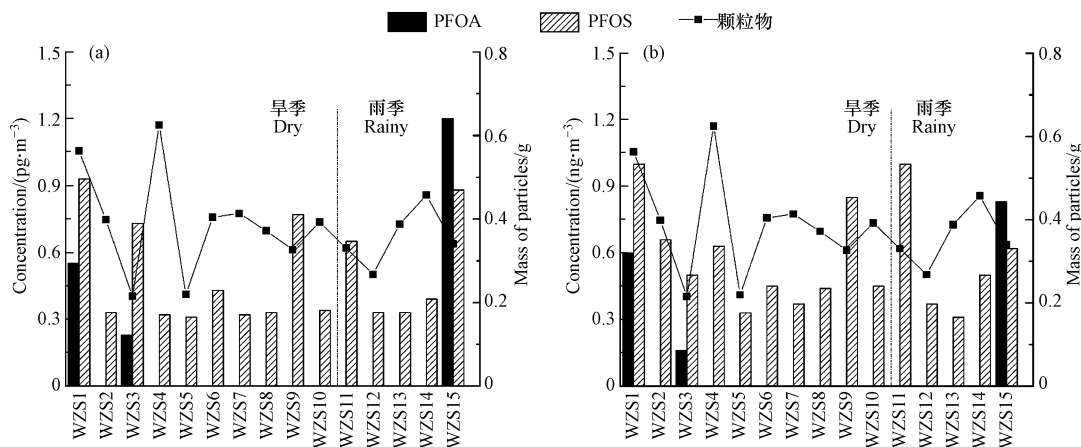 PFOA PFOS 颗粒物
(a)
旱季 雨季
Dry Rainy
Concentration/(pg·m⁻³)
1.5
1.2
0.9
0.6
0.3
0
0.8
0.6
0.4
0.2
0
Mass of particles/g
WZS1 WZS2 WZS3 WZS4 WZS5 WZS6 WZS7 WZS8 WZS9 WZS10 WZS11 WZS12 WZS13 WZS14 WZS15
(b)
旱季 雨季
Dry Rainy
Concentration/(ng·m⁻³)
1.5
1.2
0.9
0.6
0.3
0
0.8
0.6
0.4
0.2
0
Mass of particles/g
WZS1 WZS2 WZS3 WZS4 WZS5 WZS6 WZS7 WZS8 WZS9 WZS10 WZS11 WZS12 WZS13 WZS14 WZS15